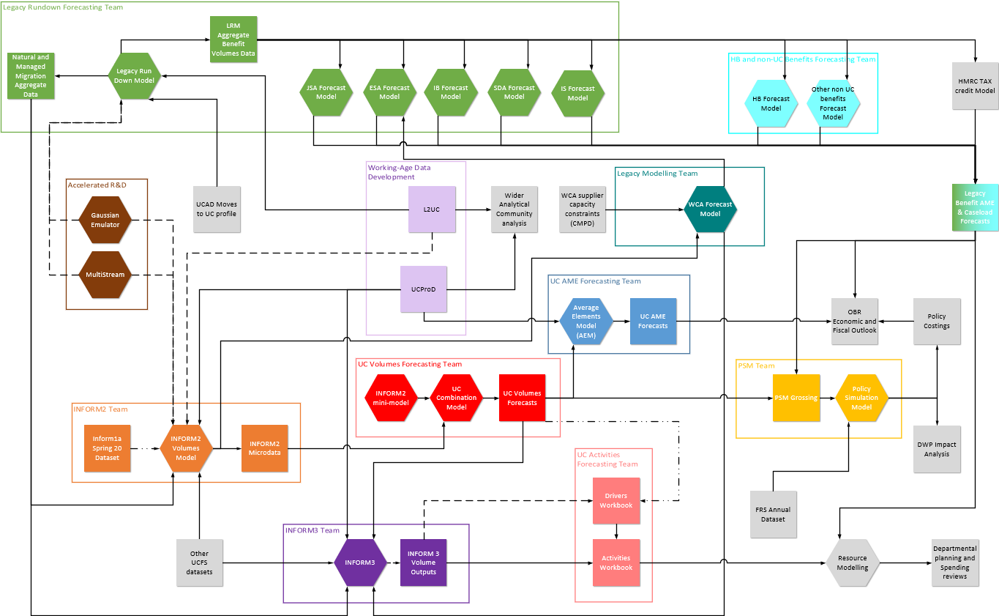 Legacy Rundown Forecasting Team
LRM
Aggregate
Benefit
Volumes Data
Natural and
Managed
Migration
Aggregate
Data
Legacy Run
Down Model
JSA Forecast
Model
ESA Forecast
Model
IB Forecast
Model
SDA Forecast
Model
IS Forecast
Model
HB and non-UC Benefits Forecasting Team
HB Forecast
Model
Other non UC
benefits
Forecast
Model
HMRC TAX
credit Model
Accelerated R&D
Gaussian
Emulator
MultiStream
UCAD Moves
to UC profile
Working-Age Data
Development
L2UC
UCProD
Wider
Analytical
Community
analysis
WCA supplier
capacity
constraints
(CMPD)
Legacy Modelling Team
WCA Forecast
Model
Legacy
Benefit AME
& Caseload
Forecasts
UC AME Forecasting Team
Average
Elements
Model
(AEM)
UC AME
Forecasts
OBR
Economic and
Fiscal Outlook
Policy
Costings
UC Volumes Forecasting Team
INFORM2
mini-model
UC
Combination
Model
UC Volumes
Forecasts
PSM Team
PSM Grossing
Policy
Simulation
Model
INFORM2 Team
Inform1a
Spring 20
Dataset
INFORM2
Volumes
Model
INFORM2
Microdata
DWP Impact
Analysis
UC Activities
Forecasting Team
Drivers
Workbook
Activities
Workbook
FRS Annual
Dataset
INFORM3 Team
INFORM3
INFORM 3
Volume
Outputs
Other
UCFS
datasets
Resource
Modelling
Departmental
planning and
Spending
reviews